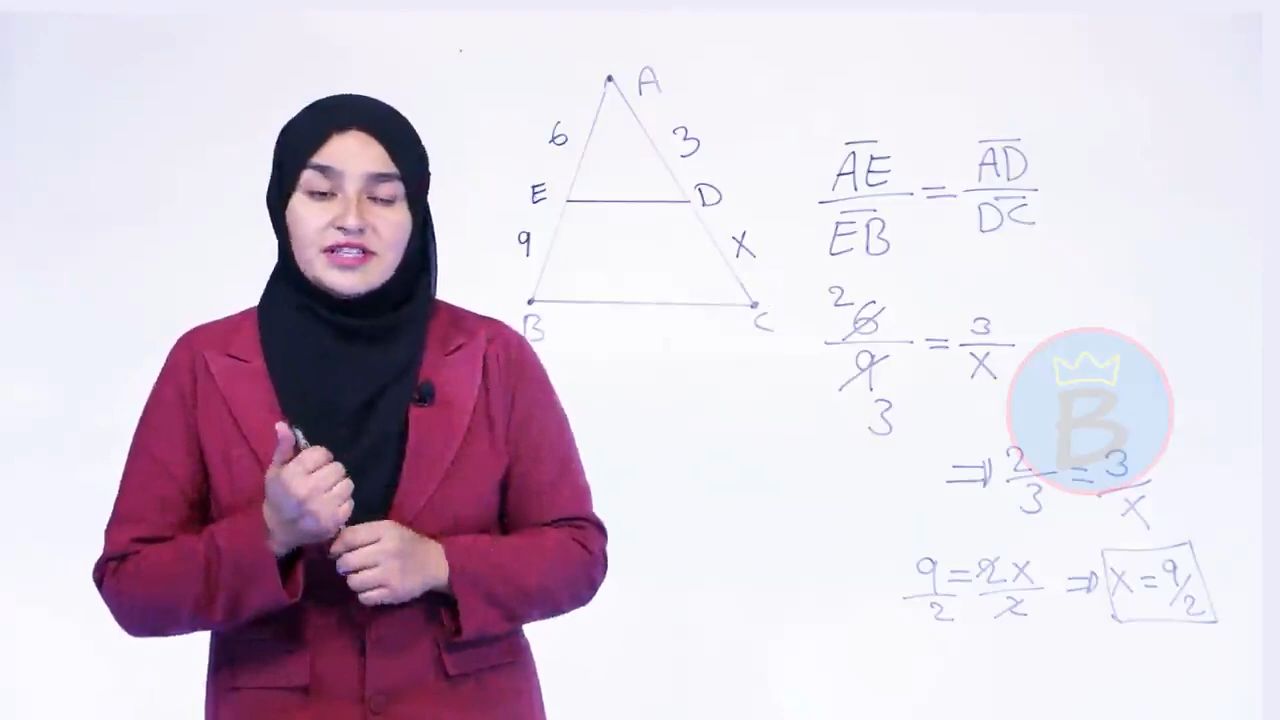 A
6 3
E D
9 x
B C
AE/EB = AD/DC
2 6/9 3 = 3/x
⇒ 2/3 = 3/x
9/2 = 2x/2 ⇒ x = 9/2
B